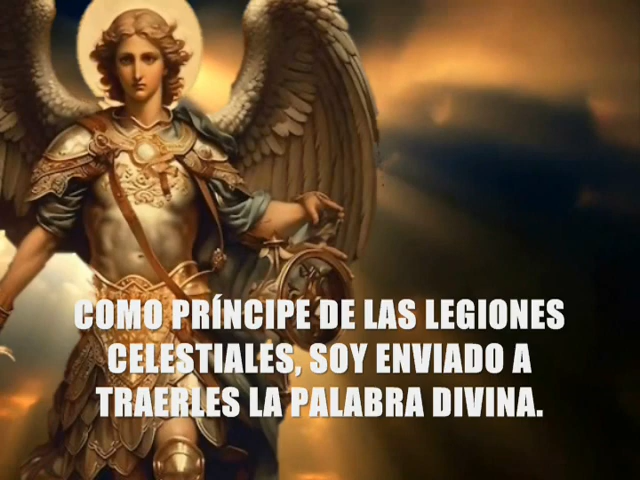 COMO PRÍNCIPE DE LAS LEGIONES
CELESTIALES, SOY ENVIADO A
TRAERLES LA PALABRA DIVINA.